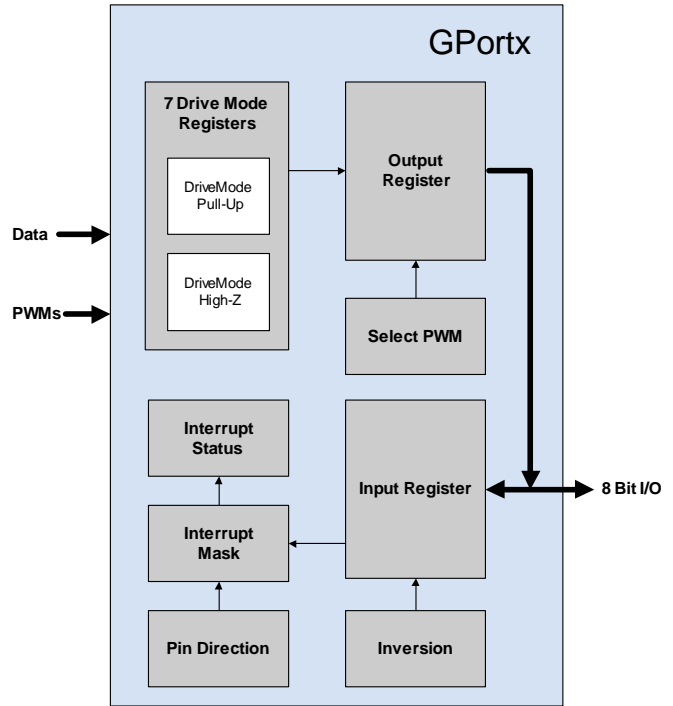 GPortx
7 Drive Mode
Registers
DriveMode
Pull-Up
DriveMode
High-Z
Output
Register
Data
PWMs
Select PWM
Interrupt
Status
Input Register
8 Bit I/O
Interrupt
Mask
Pin Direction
Inversion